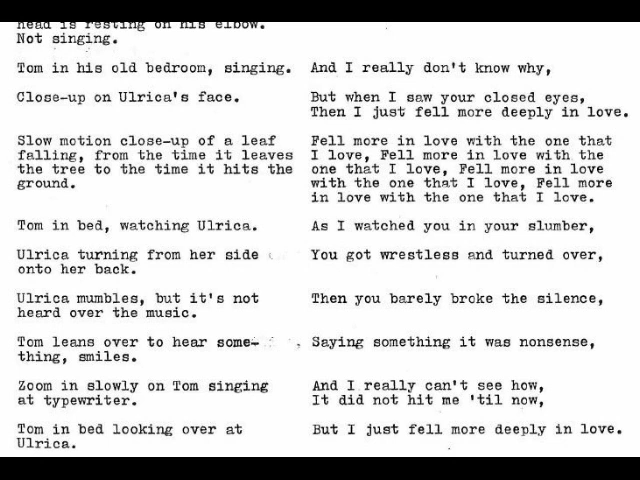 head is resting on his elbow.
Not singing.
Tom in his old bedroom, singing. And I really don't know why,
Close-up on Ulrica's face. But when I saw your closed eyes,
Then I just fell more deeply in love.
Slow motion close-up of a leaf Fell more in love with the one that
falling, from the time it leaves I love, Fell more in love with the
the tree to the time it hits the one that I love, Fell more in love
ground. with the one that I love, Fell more
in love with the one that I love.
Tom in bed, watching Ulrica. As I watched you in your slumber,
Ulrica turning from her side You got wrestless and turned over,
onto her back.
Ulrica mumbles, but it's not Then you barely broke the silence,
heard over the music.
Tom leans over to hear some- Saying something it was nonsense,
thing, smiles.
Zoom in slowly on Tom singing And I really can't see how,
at typewriter. It did not hit me 'til now,
Tom in bed looking over at But I just fell more deeply in love.
Ulrica.